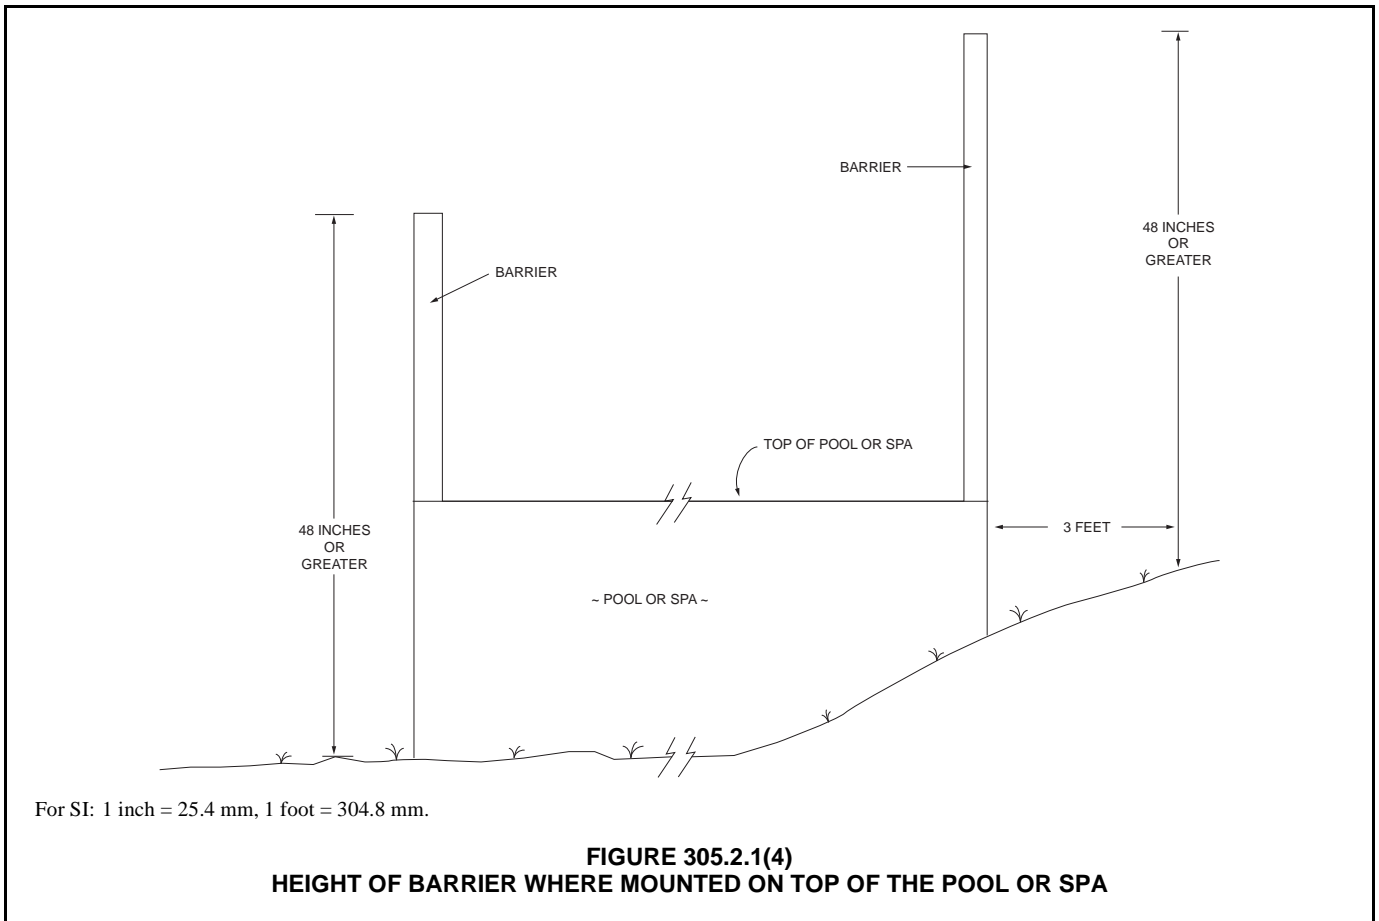 BARRIER
48 INCHES
OR
GREATER
BARRIER
TOP OF POOL OR SPA
48 INCHES
OR
GREATER
3 FEET
~ POOL OR SPA ~
For SI: 1 inch = 25.4 mm, 1 foot = 304.8 mm.
FIGURE 305.2.1(4)
HEIGHT OF BARRIER WHERE MOUNTED ON TOP OF THE POOL OR SPA